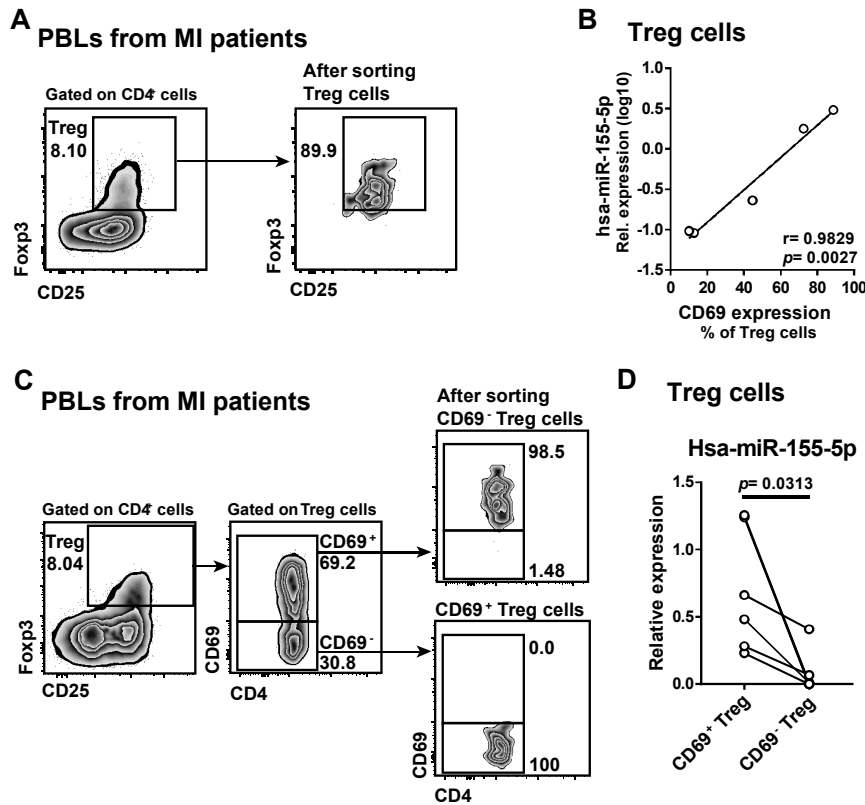 A
PBLs from MI patients
Gated on CD4+ cells
Treg
8.10
Foxp3
CD25
After sorting
Treg cells
89.9
Foxp3
CD25
B
Treg cells
hsa-miR-155-5p
Rel. expression (log10)
1.0
0.5
0.0
-0.5
-1.0
-1.5
r= 0.9829
p= 0.0027
0 20 40 60 80 100
CD69 expression
% of Treg cells
C
PBLs from MI patients
Gated on CD4+ cells
Treg
8.04
Foxp3
CD25
Gated on Treg cells
CD69+
69.2
CD69-
30.8
CD69
CD4
After sorting
CD69- Treg cells
98.5
1.48
CD69+ Treg cells
0.0
100
CD69
CD4
D
Treg cells
Hsa-miR-155-5p
p= 0.0313
Relative expression
1.5
1.0
0.5
0.0
CD69+ Treg
CD69- Treg